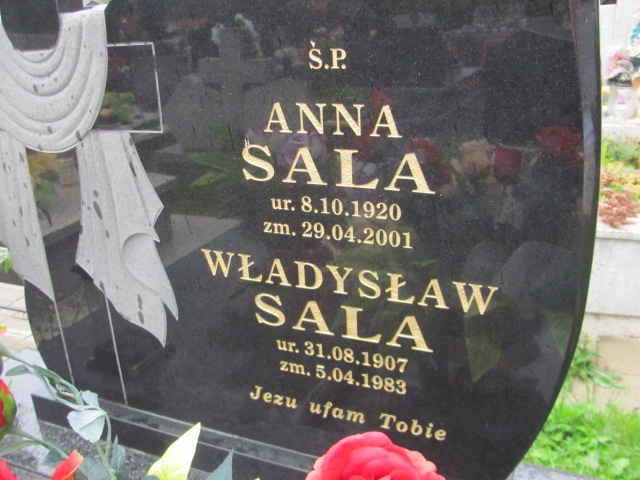 Ś.P.
ANNA
SALA
ur. 8.10.1920
zm. 29.04.2001
WŁADYSŁAW
SALA
ur. 31.08.1907
zm. 5.04.1983
Jezu ufam Tobie